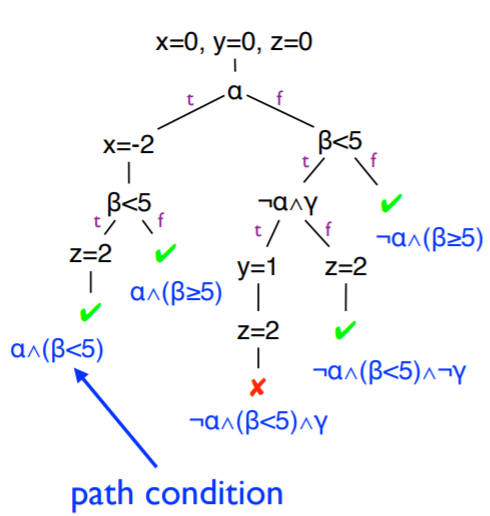 x=0, y=0, z=0
α
t
f
x=-2
β<5
t
f
β<5
t
f
¬α∧γ
✔
¬α∧(β≥5)
z=2
✔
α∧(β≥5)
t
f
y=1
z=2
✔
α∧(β<5)
z=2
✔
¬α∧(β<5)∧¬γ
✘
¬α∧(β<5)∧γ
path condition